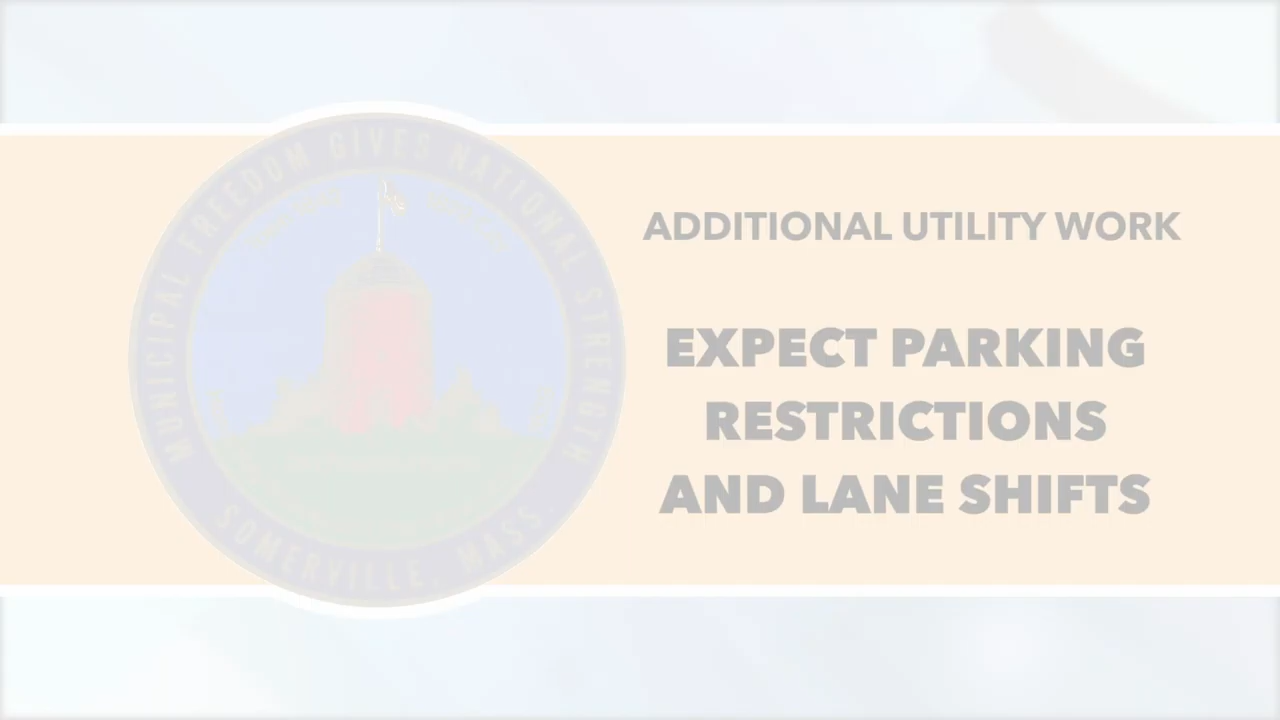 MUNICIPAL FREEDOM GIVES NATIONAL STRENGTH
SOMERVILLE, MASS.
ADDITIONAL UTILITY WORK
EXPECT PARKING
RESTRICTIONS
AND LANE SHIFTS